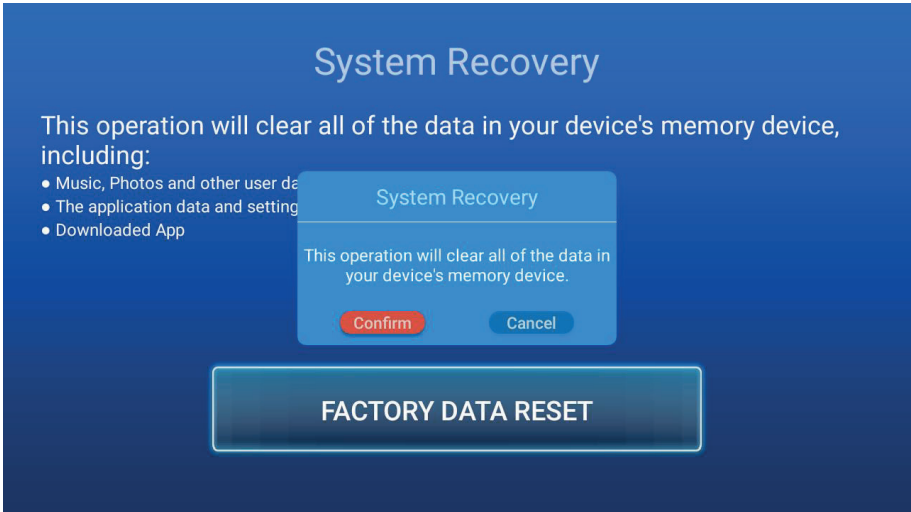 System Recovery
This operation will clear all of the data in your device's memory device,
including:
● Music, Photos and other user da
● The application data and setting
● Downloaded App
System Recovery
This operation will clear all of the data in
your device's memory device.
Confirm Cancel
FACTORY DATA RESET